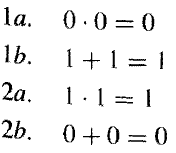 1a. 0 · 0 = 0
1b. 1 + 1 = 1
2a. 1 · 1 = 1
2b. 0 + 0 = 0